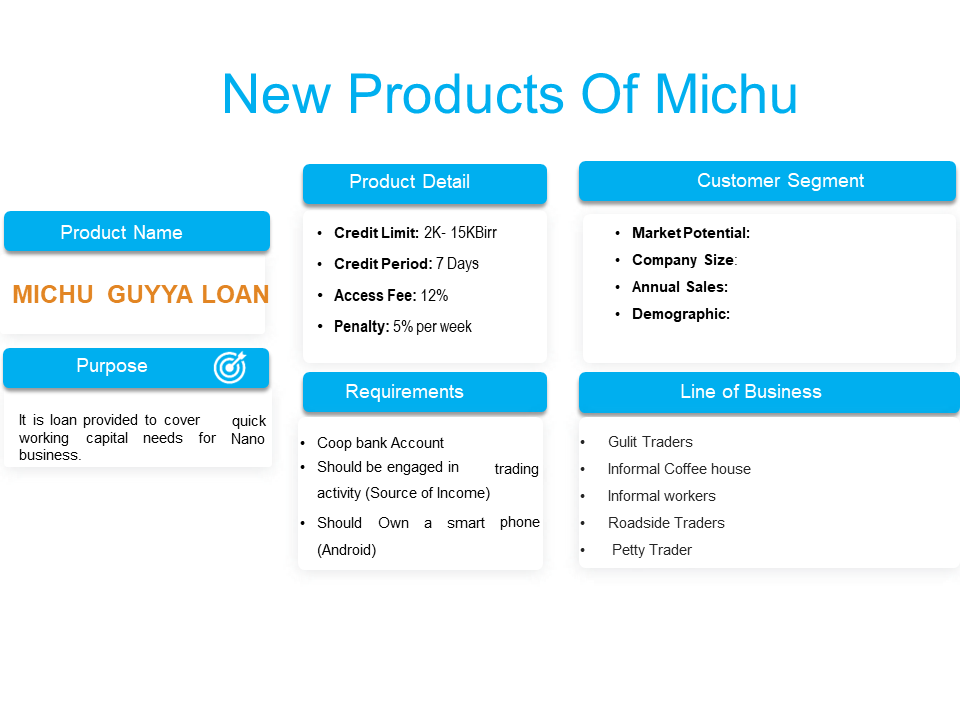 New Products Of Michu
Product Name
MICHU GUYYA LOAN
Purpose
It is loan provided to cover quick
working capital needs for Nano
business.
Product Detail
• Credit Limit: 2K- 15KBirr
• Credit Period: 7 Days
• Access Fee: 12%
• Penalty: 5% per week
Requirements
• Coop bank Account
• Should be engaged in trading
activity (Source of Income)
• Should Own a smart phone
(Android)
Customer Segment
• Market Potential:
• Company Size:
• Annual Sales:
• Demographic:
Line of Business
• Gulit Traders
• Informal Coffee house
• Informal workers
• Roadside Traders
• Petty Trader